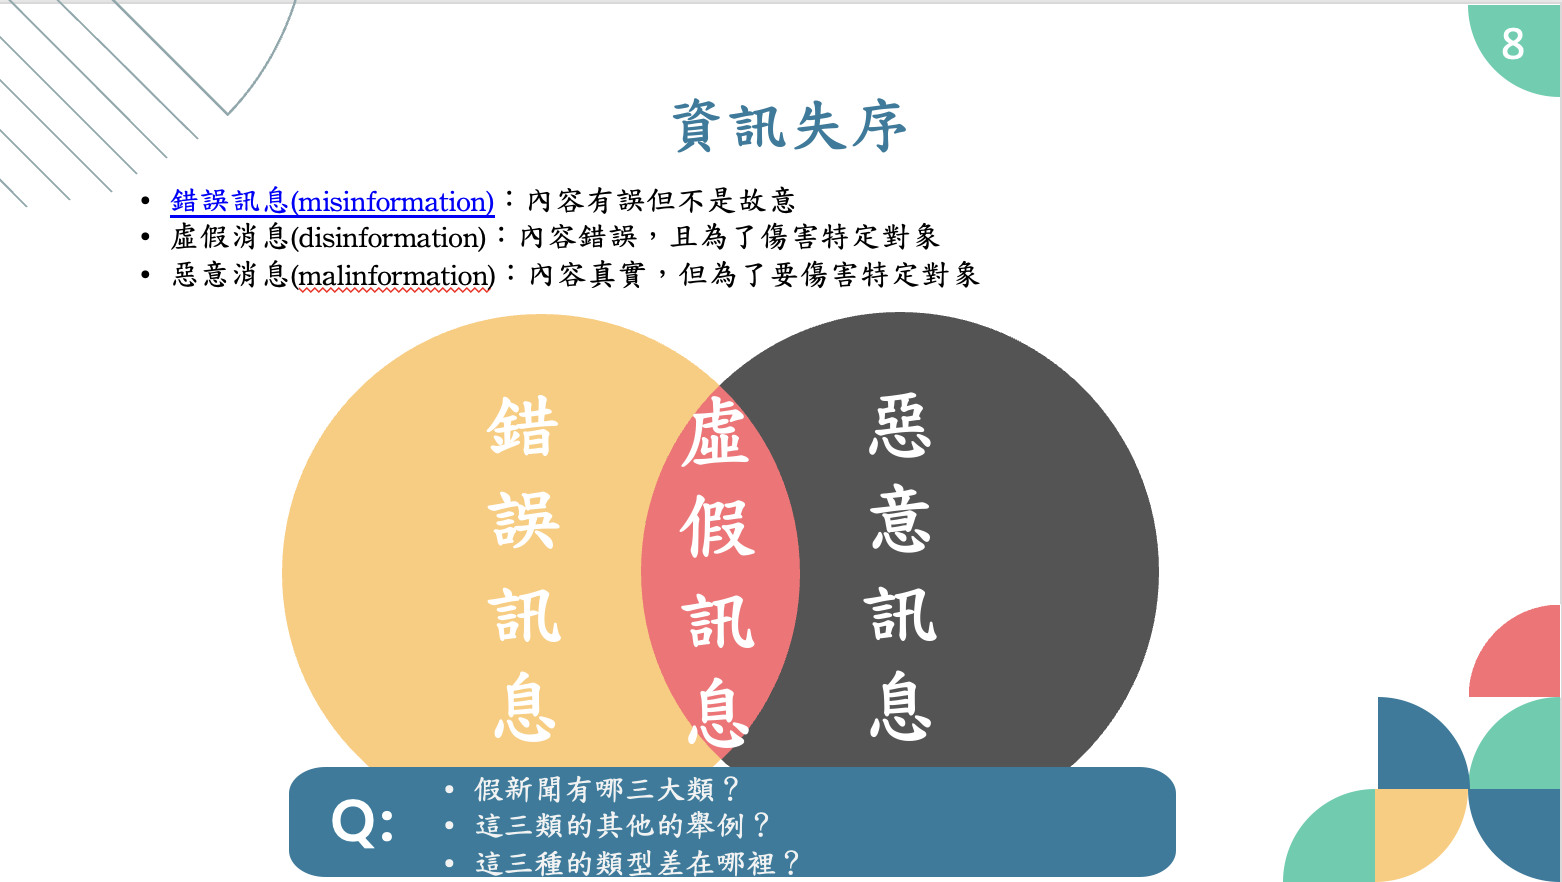 8
資訊失序
• 錯誤訊息(misinformation)：內容有誤但不是故意
• 虛假消息(disinformation)：內容錯誤，且為了傷害特定對象
• 惡意消息(malinformation)：內容真實，但為了要傷害特定對象
錯誤訊息
虛假訊息
惡意訊息
Q:
• 假新聞有哪三大類？
• 這三類的其他的舉例？
• 這三種的類型差在哪裡？